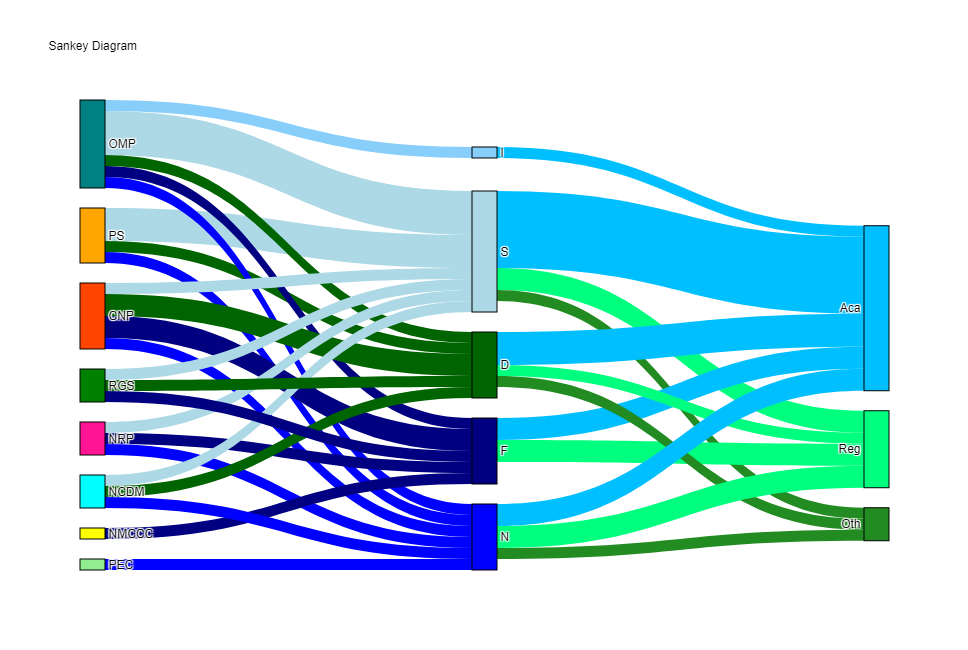 Sankey Diagram
OMP
PS
CNP
RGS
NRP
NCDM
NMCCC
PEC
I
S
D
F
N
Aca
Reg
Oth